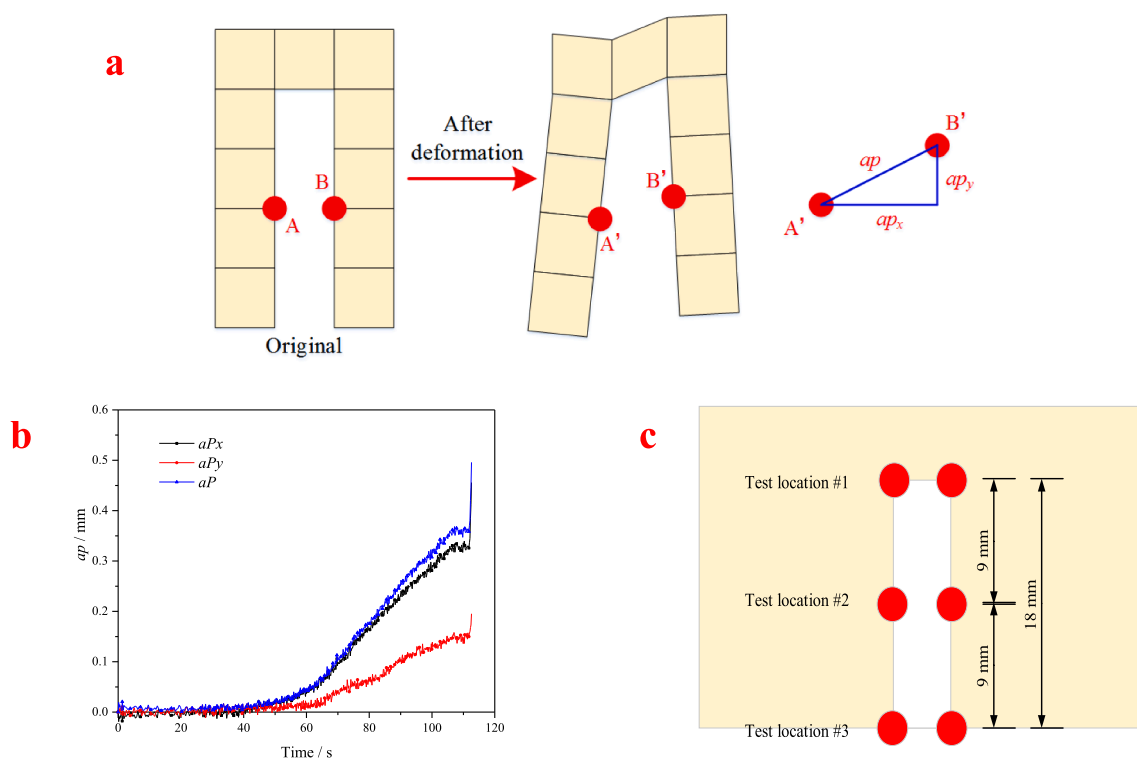 a
After
deformation
A
B
Original
A'
B'
A'
B'
ap
apy
apx
b
aPx
aPy
aP
0.6
0.5
0.4
0.3
0.2
0.1
0.0
ap / mm
0
20
40
60
80
100
120
Time / s
c
Test location #1
Test location #2
Test location #3
9 mm
9 mm
18 mm